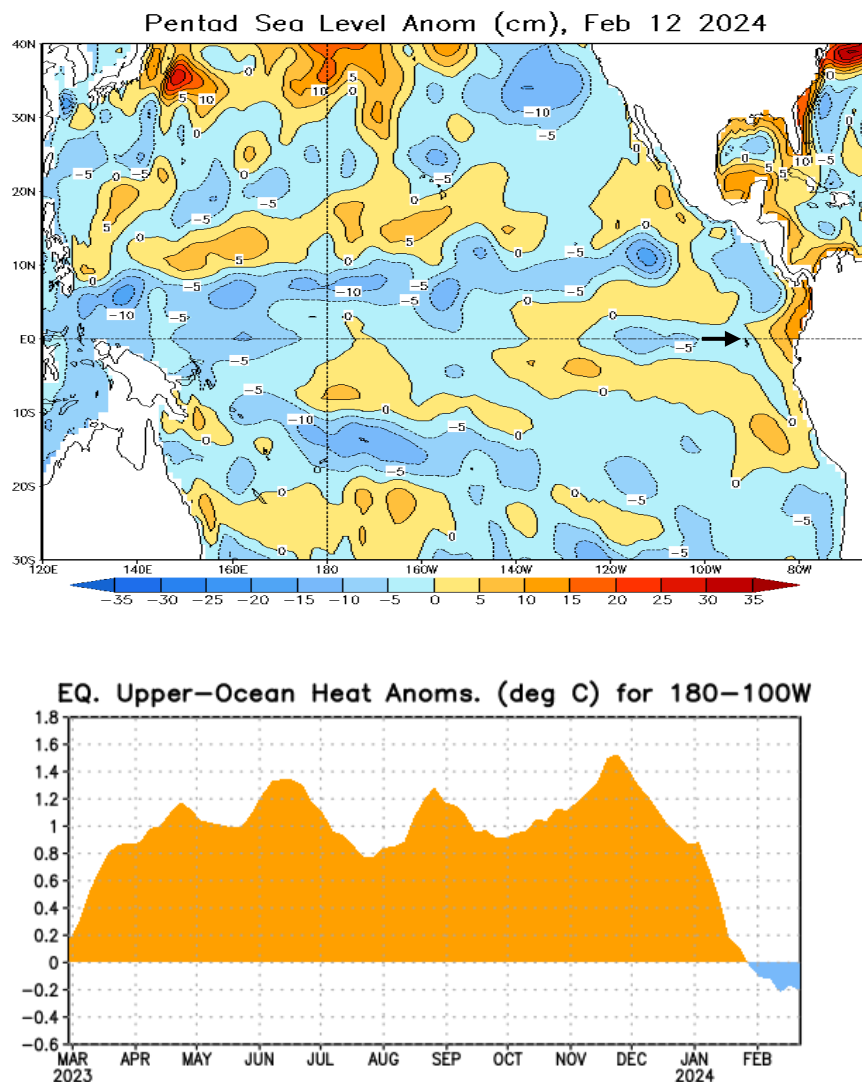 Pentad Sea Level Anom (cm), Feb 12 2024
40N
30N
20N
10N
EQ
10S
20S
30S
120E 140E 160E 180 160W 140W 120W 100W 80W
-35 -30 -25 -20 -15 -10 -5 0 5 10 15 20 25 30 35
EQ. Upper-Ocean Heat Anoms. (deg C) for 180-100W
1.8
1.6
1.4
1.2
1
0.8
0.6
0.4
0.2
0
-0.2
-0.4
-0.6
MAR APR MAY JUN JUL AUG SEP OCT NOV DEC JAN FEB
2023 2024